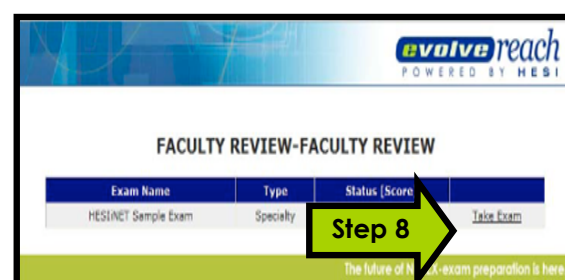 evolve reach
POWERED BY HESI
FACULTY REVIEW-FACULTY REVIEW
Exam Name Type Status [Score
HESINET Sample Exam Specialty Take Exam
Step 8
The future of N X-exam preparation is here